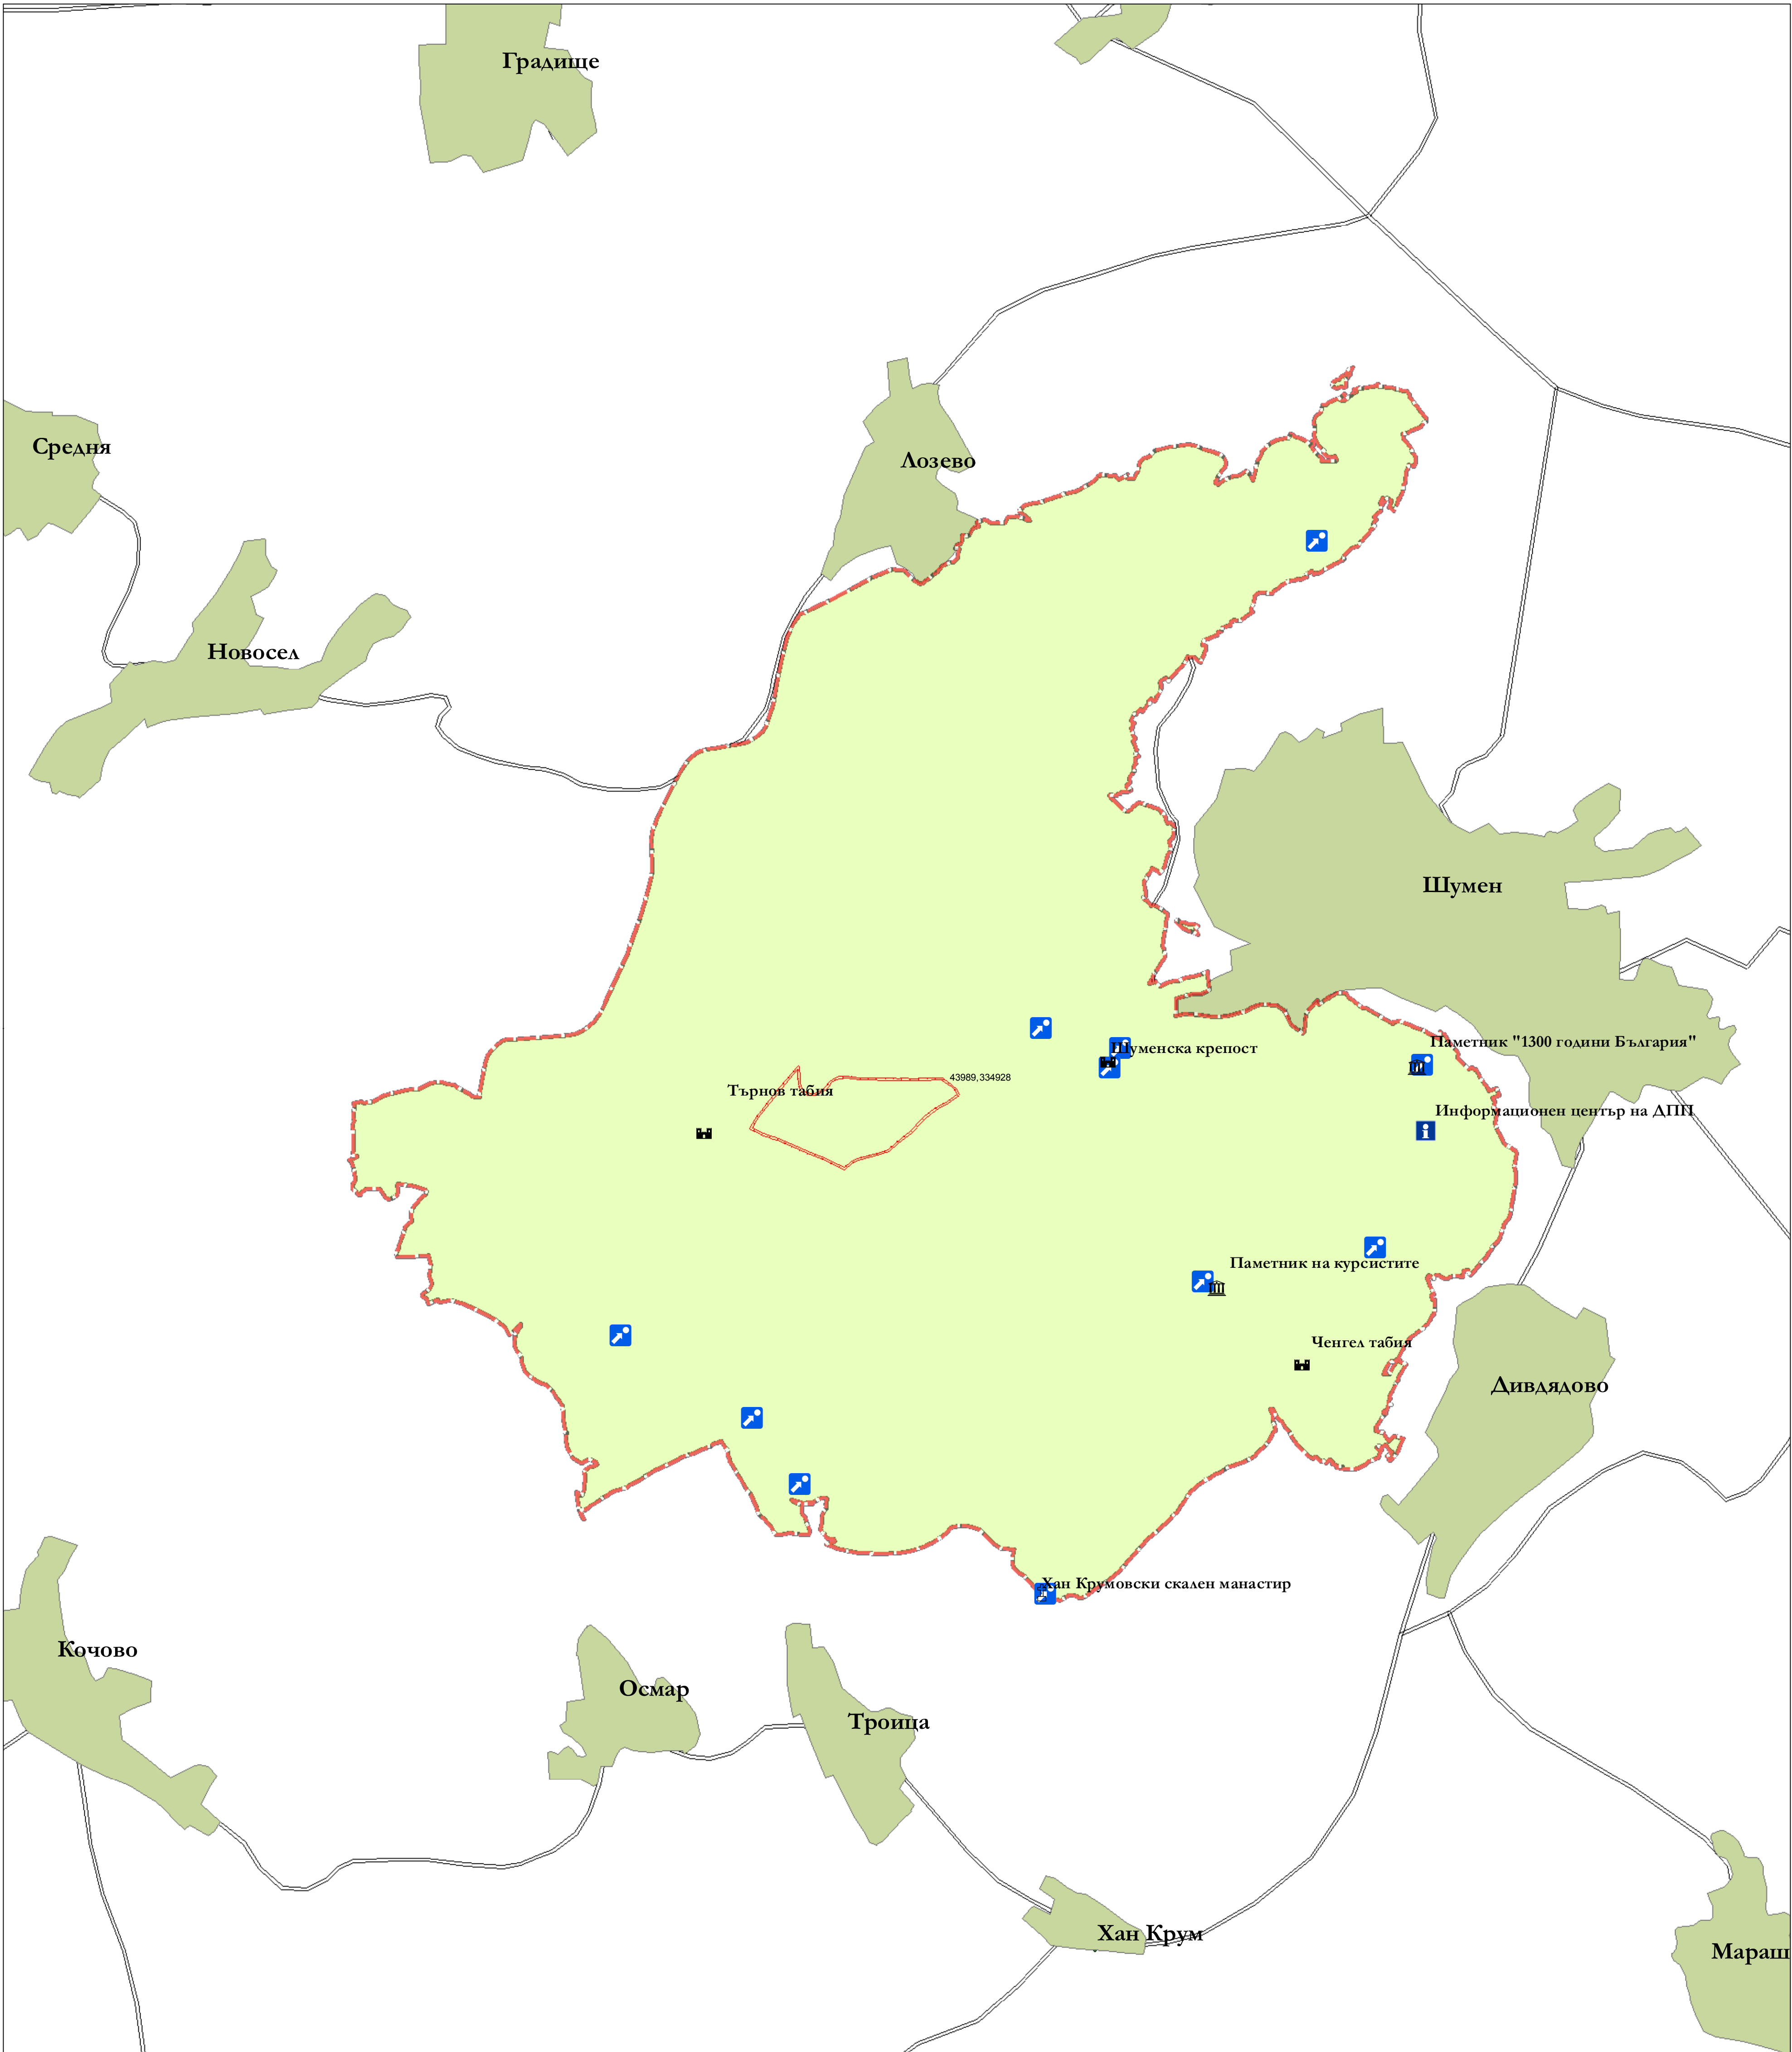 Градище
Средня
Лозево
Новосел
Шумен
Паметник "1300 години България"
Шуменска крепост
43989,334928
Търнов табия
Информационен център на ДПП
Паметник на курсистите
Ченгел табия
Дивдядово
Хан Крумовски скален манастир
Кочово
Осмар
Троица
Хан Крум
Мараш